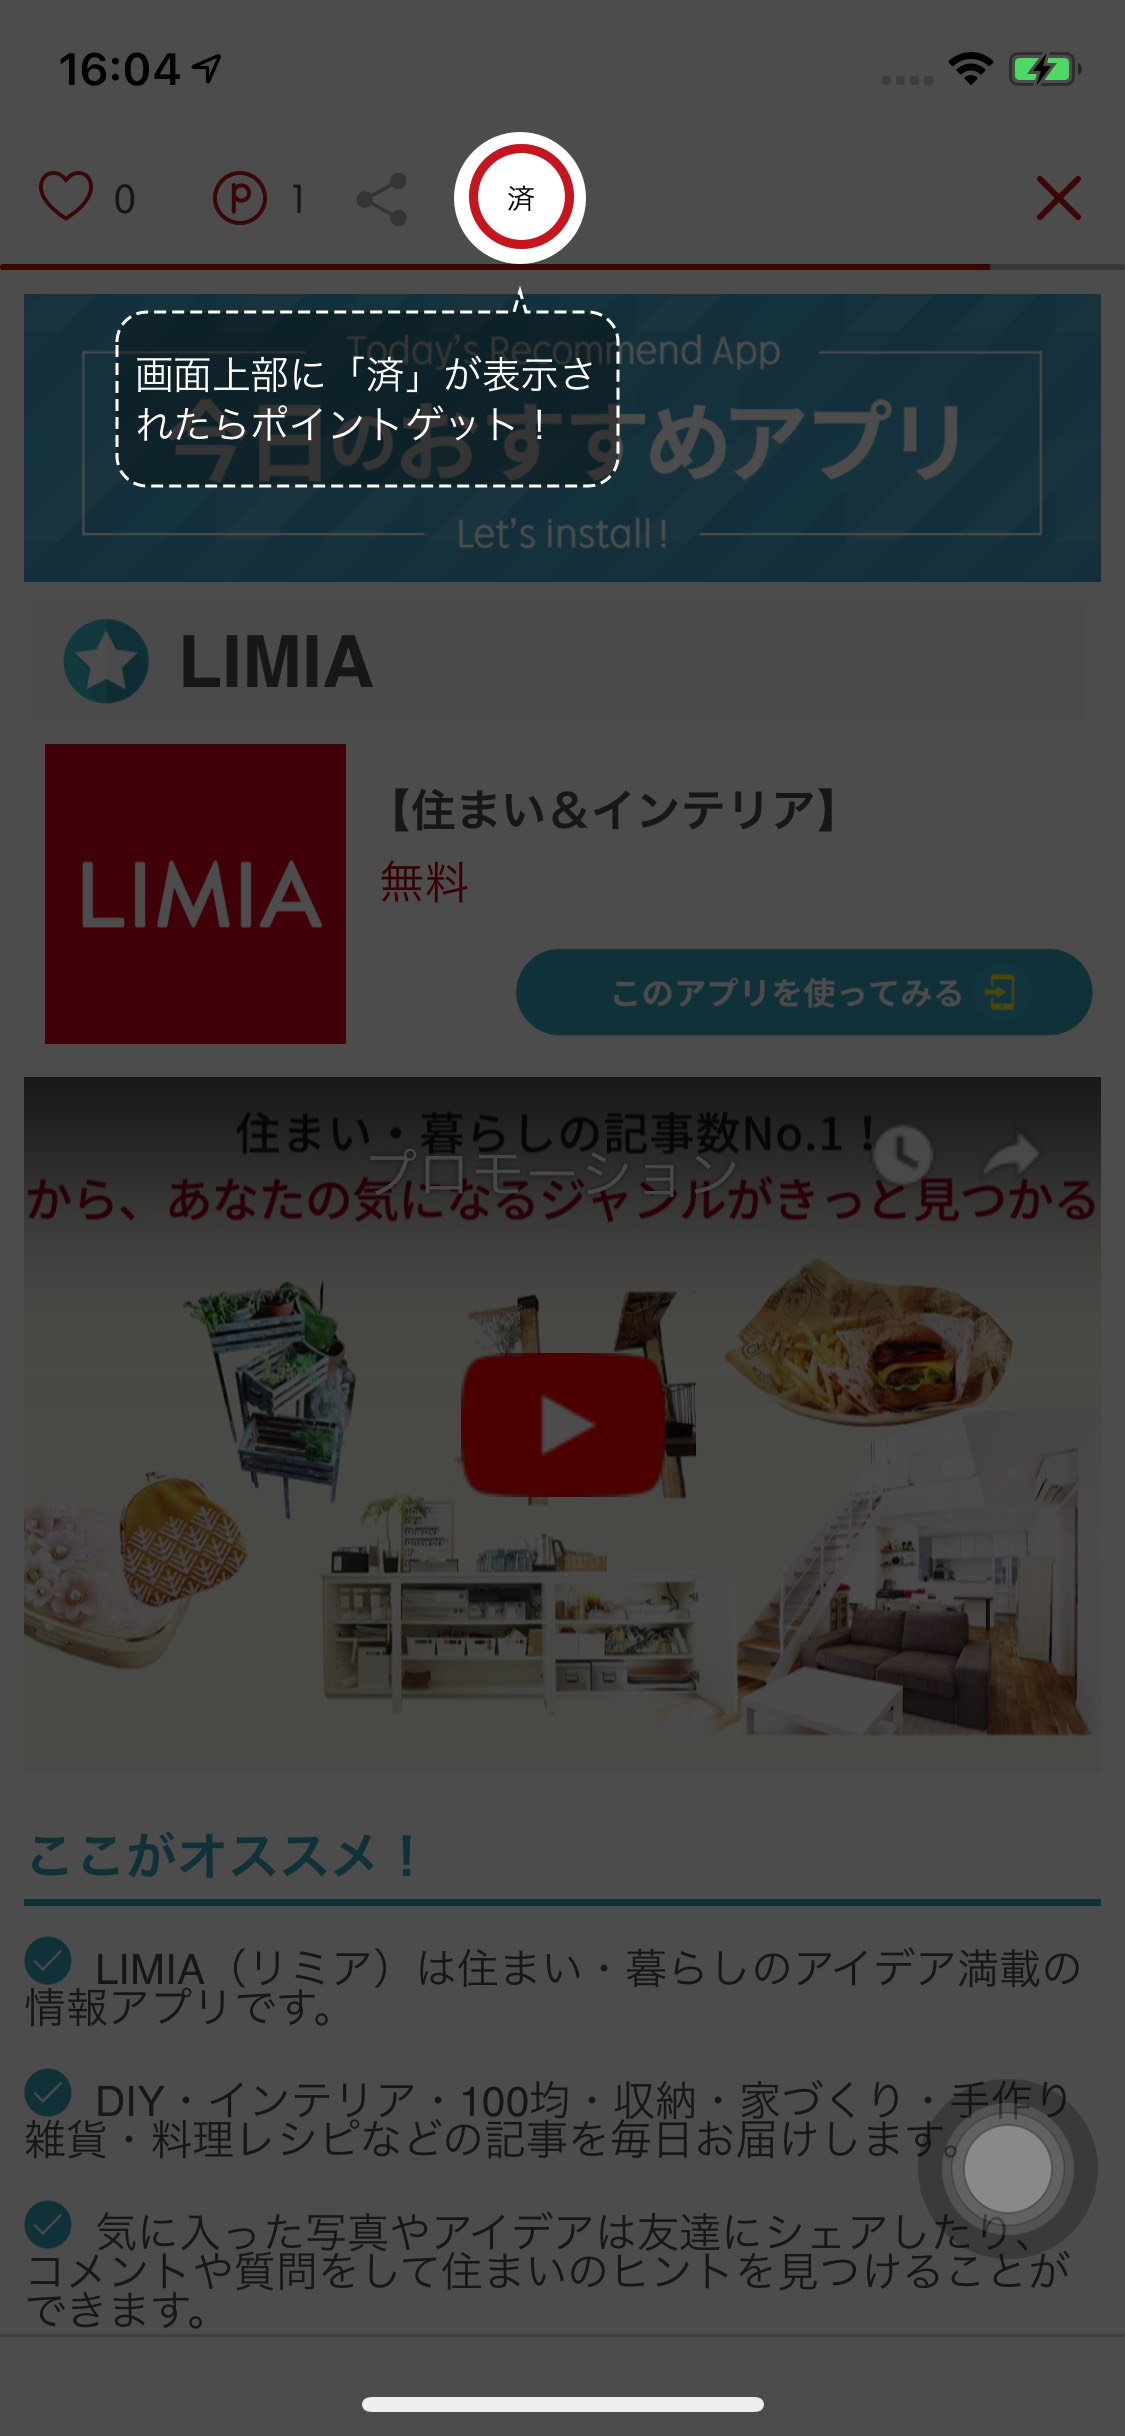 16:04
0
1
済
画面上部に「済」が表示さ
れたらポイントゲット！
Today's Recommend App
今日のおすすめアプリ
Let's install!
LIMIA
LIMIA
【住まい＆インテリア】
無料
このアプリを使ってみる
住まい・暮らしの記事数No.1！
プロモーション
から、あなたの気になるジャンルがきっと見つかる
ここがオススメ！
LIMIA（リミア）は住まい・暮らしのアイデア満載の
情報アプリです。
DIY・インテリア・100均・収納・家づくり・手作り
雑貨・料理レシピなどの記事を毎日お届けします。
気に入った写真やアイデアは友達にシェアしたり、
コメントや質問をして住まいのヒントを見つけることが
できます。